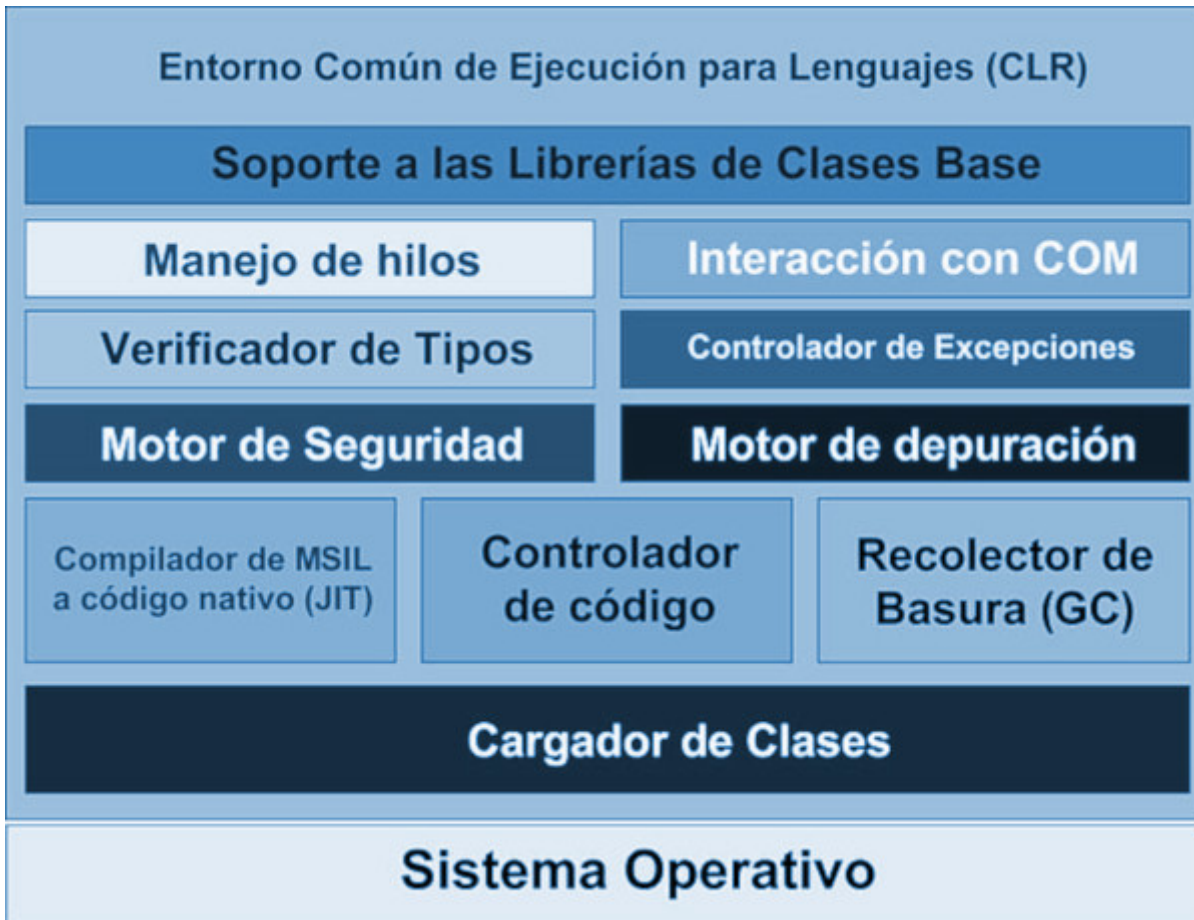 Entorno Común de Ejecución para Lenguajes (CLR)
Soporte a las Librerías de Clases Base
Manejo de hilos
Interacción con COM
Verificador de Tipos
Controlador de Excepciones
Motor de Seguridad
Motor de depuración
Compilador de MSIL
a código nativo (JIT)
Controlador
de código
Recolector de
Basura (GC)
Cargador de Clases
Sistema Operativo